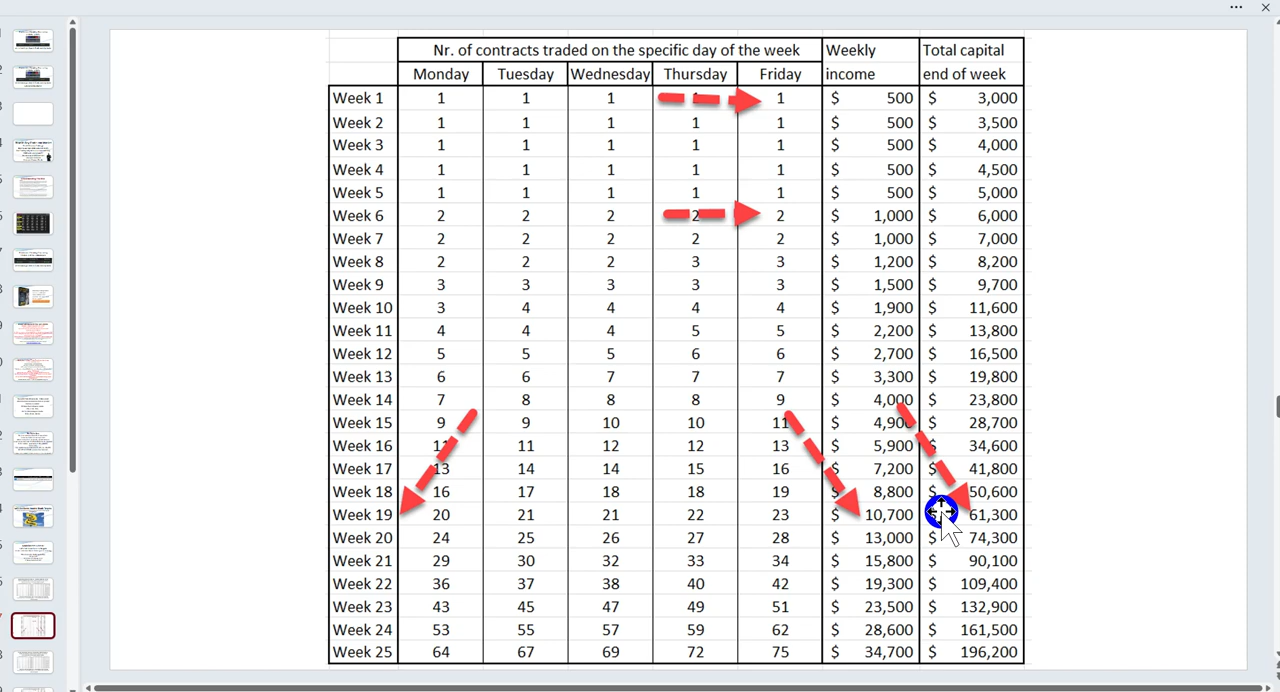 Nr. of contracts traded on the specific day of the week Weekly Total capital
Monday Tuesday Wednesday Thursday Friday income end of week
Week 1 1 1 1 1 1 $ 500 $ 3,000
Week 2 1 1 1 1 1 $ 500 $ 3,500
Week 3 1 1 1 1 1 $ 500 $ 4,000
Week 4 1 1 1 1 1 $ 500 $ 4,500
Week 5 1 1 1 1 1 $ 500 $ 5,000
Week 6 2 2 2 2 2 $ 1,000 $ 6,000
Week 7 2 2 2 2 2 $ 1,000 $ 7,000
Week 8 2 2 2 3 3 $ 1,200 $ 8,200
Week 9 3 3 3 3 3 $ 1,500 $ 9,700
Week 10 3 4 4 4 4 $ 1,900 $ 11,600
Week 11 4 4 4 5 5 $ 2,200 $ 13,800
Week 12 5 5 5 6 6 $ 2,700 $ 16,500
Week 13 6 6 7 7 7 $ 3,300 $ 19,800
Week 14 7 8 8 8 9 $ 4,000 $ 23,800
Week 15 9 9 10 10 11 $ 4,900 $ 28,700
Week 16 11 11 12 12 13 $ 5,900 $ 34,600
Week 17 13 14 14 15 16 $ 7,200 $ 41,800
Week 18 16 17 18 18 19 $ 8,800 $ 50,600
Week 19 20 21 21 22 23 $ 10,700 61,300
Week 20 24 25 26 27 28 $ 13,000 $ 74,300
Week 21 29 30 32 33 34 $ 15,800 $ 90,100
Week 22 36 37 38 40 42 $ 19,300 $ 109,400
Week 23 43 45 47 49 51 $ 23,500 $ 132,900
Week 24 53 55 57 59 62 $ 28,600 $ 161,500
Week 25 64 67 69 72 75 $ 34,700 $ 196,200